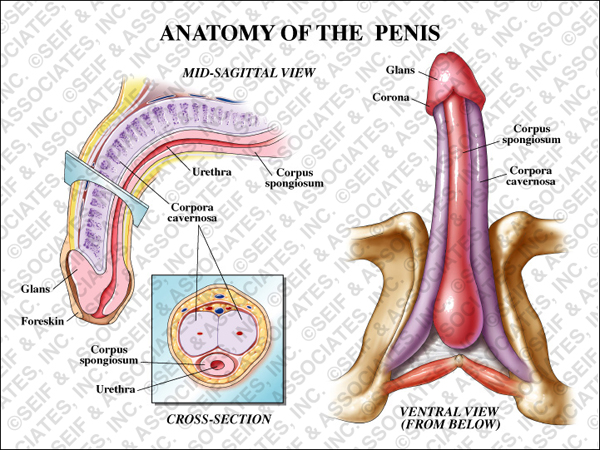 ANATOMY OF THE PENIS
MID-SAGITTAL VIEW
Urethra
Corpus
spongiosum
Corpora
cavernosa
Glans
Foreskin
Corpus
spongiosum
Urethra
CROSS-SECTION
Glans
Corona
Corpus
spongiosum
Corpora
cavernosa
VENTRAL VIEW
(FROM BELOW)
©SEIF & ASSOCIATES, INC.